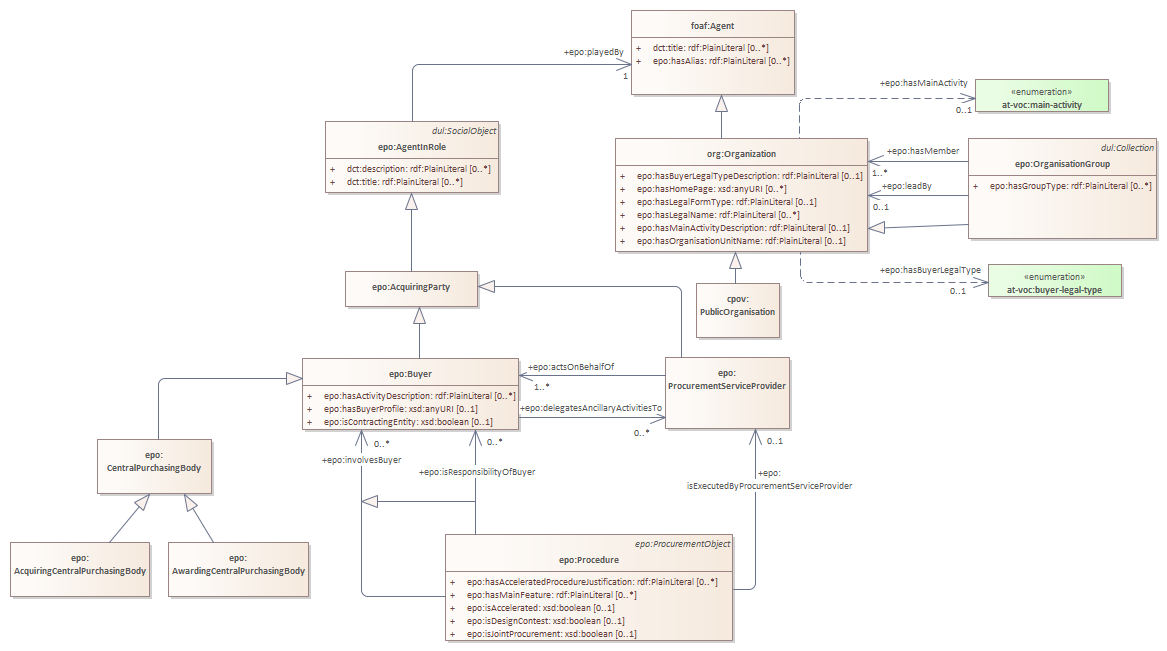 foaf:Agent
+ dct:title: rdf:PlainLiteral [0..*]
+ epo:hasAlias: rdf:PlainLiteral [0..*]
+epo:playedBy
1
+epo:hasMainActivity
0..1
«enumeration»
at-voc:main-activity
dul:SocialObject
epo:AgentInRole
+ dct:description: rdf:PlainLiteral [0..*]
+ dct:title: rdf:PlainLiteral [0..*]
org:Organization
+ epo:hasBuyerLegalTypeDescription: rdf:PlainLiteral [0..1]
+ epo:hasHomePage: xsd:anyURI [0..*]
+ epo:hasLegalFormType: rdf:PlainLiteral [0..1]
+ epo:hasLegalName: rdf:PlainLiteral [0..*]
+ epo:hasMainActivityDescription: rdf:PlainLiteral [0..1]
+ epo:hasOrganisationUnitName: rdf:PlainLiteral [0..1]
+epo:hasMember
1..*
+epo:leadBy
0..1
dul:Collection
epo:OrganisationGroup
+ epo:hasGroupType: rdf:PlainLiteral [0..*]
+epo:hasBuyerLegalType
0..1
«enumeration»
at-voc:buyer-legal-type
epo:AcquiringParty
cpov:
PublicOrganisation
epo:Buyer
+ epo:hasActivityDescription: rdf:PlainLiteral [0..*]
+ epo:hasBuyerProfile: xsd:anyURI [0..1]
+ epo:isContractingEntity: xsd:boolean [0..1]
+epo:actsOnBehalfOf
1..*
+epo:delegatesAncillaryActivitiesTo
0..*
epo:
ProcurementServiceProvider
0..*
+epo:involvesBuyer
0..*
+epo:isResponsibilityOfBuyer
0..1
+epo:
isExecutedByProcurementServiceProvider
epo:
CentralPurchasingBody
epo:
AcquiringCentralPurchasingBody
epo:
AwardingCentralPurchasingBody
epo:ProcurementObject
epo:Procedure
+ epo:hasAcceleratedProcedureJustification: rdf:PlainLiteral [0..*]
+ epo:hasMainFeature: rdf:PlainLiteral [0..*]
+ epo:isAccelerated: xsd:boolean [0..1]
+ epo:isDesignContest: xsd:boolean [0..1]
+ epo:isJointProcurement: xsd:boolean [0..1]